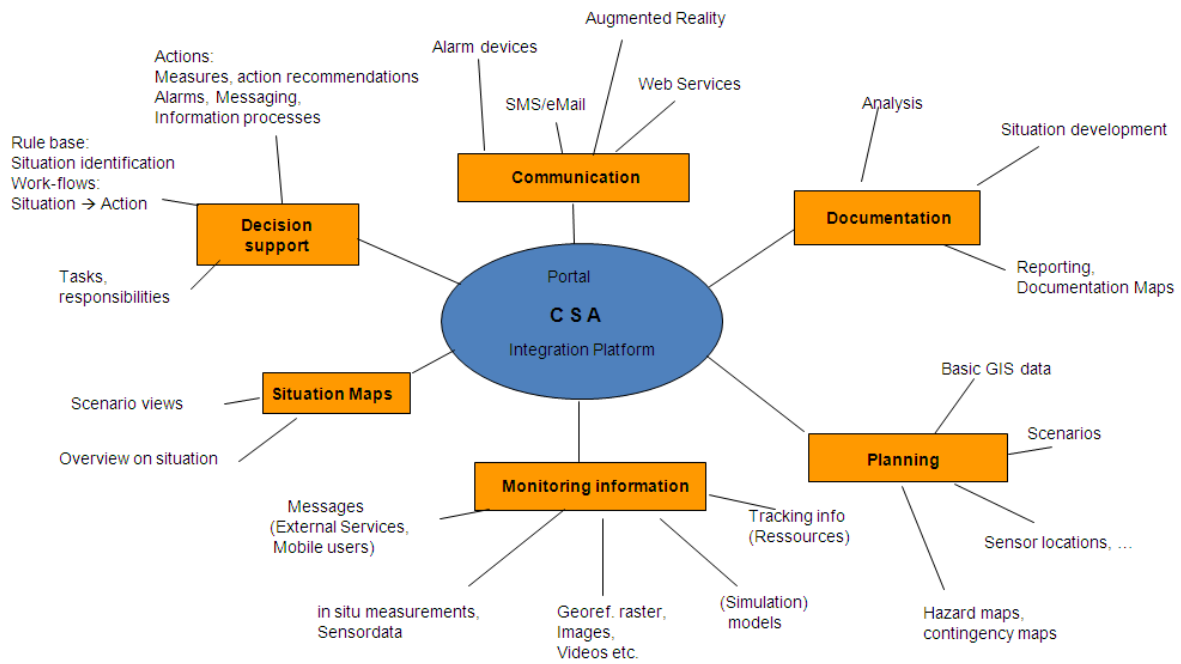 Augmented Reality
Alarm devices
Actions:
Measures, action recommendations
Alarms, Messaging,
Information processes
SMS/eMail
Web Services
Analysis
Situation development
Rule base:
Situation identification
Work-flows:
Situation → Action
Communication
Decision
support
Documentation
Tasks,
responsibilities
Portal
C S A
Integration Platform
Reporting,
Documentation Maps
Situation Maps
Scenario views
Overview on situation
Basic GIS data
Scenarios
Planning
Monitoring information
Messages
(External Services,
Mobile users)
Tracking info
(Ressources)
Sensor locations, ...
in situ measurements,
Sensordata
Georef. raster,
Images,
Videos etc.
(Simulation)
models
Hazard maps,
contingency maps